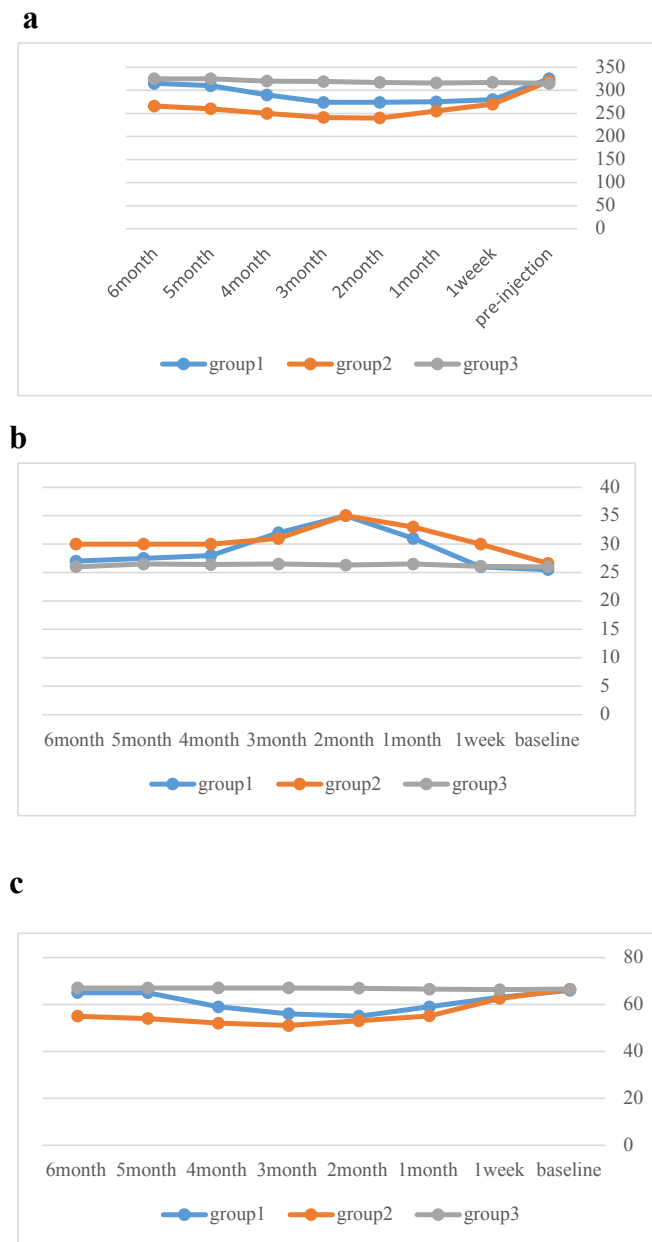 a
350
300
250
200
150
100
50
0
6month 5month 4month 3month 2month 1month 1weeek pre-injection
group1 group2 group3
b
40
35
30
25
20
15
10
5
0
6month 5month 4month 3month 2month 1month 1week baseline
group1 group2 group3
c
80
60
40
20
0
6month 5month 4month 3month 2month 1month 1week baseline
group1 group2 group3